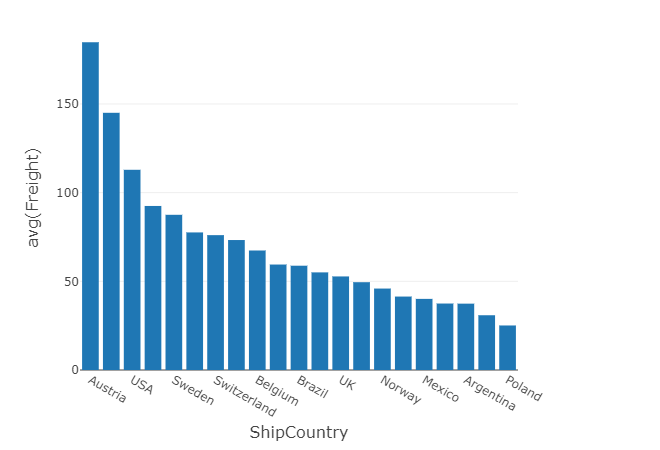 avg(Freight)
150
100
50
0
Austria
USA
Sweden
Switzerland
Belgium
Brazil
UK
Norway
Mexico
Argentina
Poland
ShipCountry